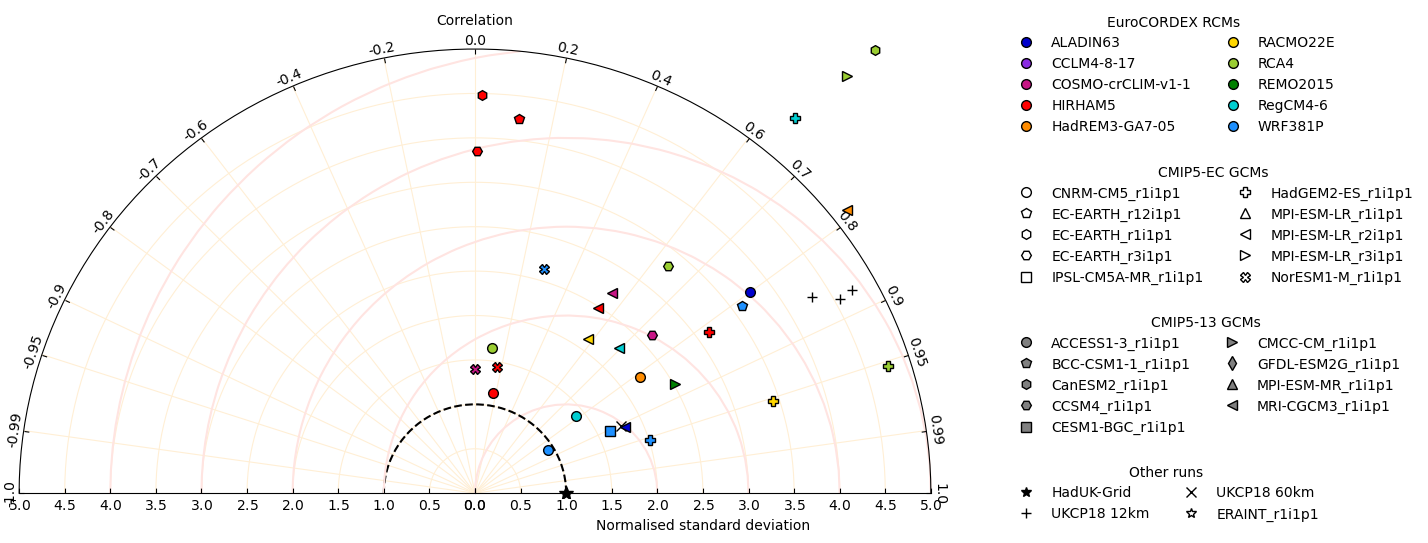 Correlation
0.0
-0.2
0.2
-0.4
0.4
-0.6
0.6
-0.7
0.7
-0.8
0.8
-0.9
0.9
-0.95
0.95
-0.99
0.99
-1.0
1.0
5.0 4.5 4.0 3.5 3.0 2.5 2.0 1.5 1.0 0.5 0.0 0.5 1.0 1.5 2.0 2.5 3.0 3.5 4.0 4.5 5.0
Normalised standard deviation
EuroCORDEX RCMs
ALADIN63 RACMO22E
CCLM4-8-17 RCA4
COSMO-crCLIM-v1-1 REMO2015
HIRHAM5 RegCM4-6
HadREM3-GA7-05 WRF381P
CMIP5-EC GCMs
CNRM-CM5_r1i1p1 HadGEM2-ES_r1i1p1
EC-EARTH_r12i1p1 MPI-ESM-LR_r1i1p1
EC-EARTH_r1i1p1 MPI-ESM-LR_r2i1p1
EC-EARTH_r3i1p1 MPI-ESM-LR_r3i1p1
IPSL-CM5A-MR_r1i1p1 NorESM1-M_r1i1p1
CMIP5-13 GCMs
ACCESS1-3_r1i1p1 CMCC-CM_r1i1p1
BCC-CSM1-1_r1i1p1 GFDL-ESM2G_r1i1p1
CanESM2_r1i1p1 MPI-ESM-MR_r1i1p1
CCSM4_r1i1p1 MRI-CGCM3_r1i1p1
CESM1-BGC_r1i1p1
Other runs
HadUK-Grid UKCP18 60km
UKCP18 12km ERAINT_r1i1p1